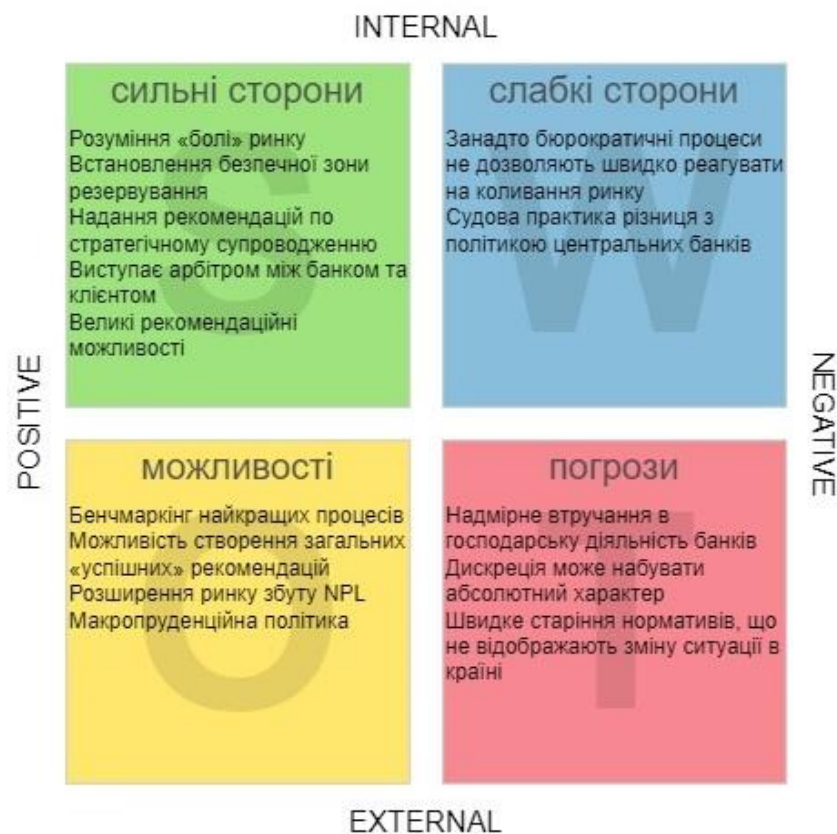 INTERNAL
сильні сторони
Розуміння «болі» ринку
Встановлення безпечної зони
резервування
Надання рекомендацій по
стратегічному супроводженню
Виступає арбітром між банком та
клієнтом
Великі рекомендаційні
можливості
слабкі сторони
Занадто бюрократичні процеси
не дозволяють швидко реагувати
на коливання ринку
Судова практика різниця з
політикою центральних банків
POSITIVE
NEGATIVE
можливості
Бенчмаркінг найкращих процесів
Можливість створення загальних
«успішних» рекомендацій
Розширення ринку збуту NPL
Макропруденційна політика
погрози
Надмірне втручання в
господарську діяльність банків
Дискреція може набувати
абсолютний характер
Швидке старіння нормативів, що
не відображають зміну ситуації в
країні
EXTERNAL
S
W
O
T